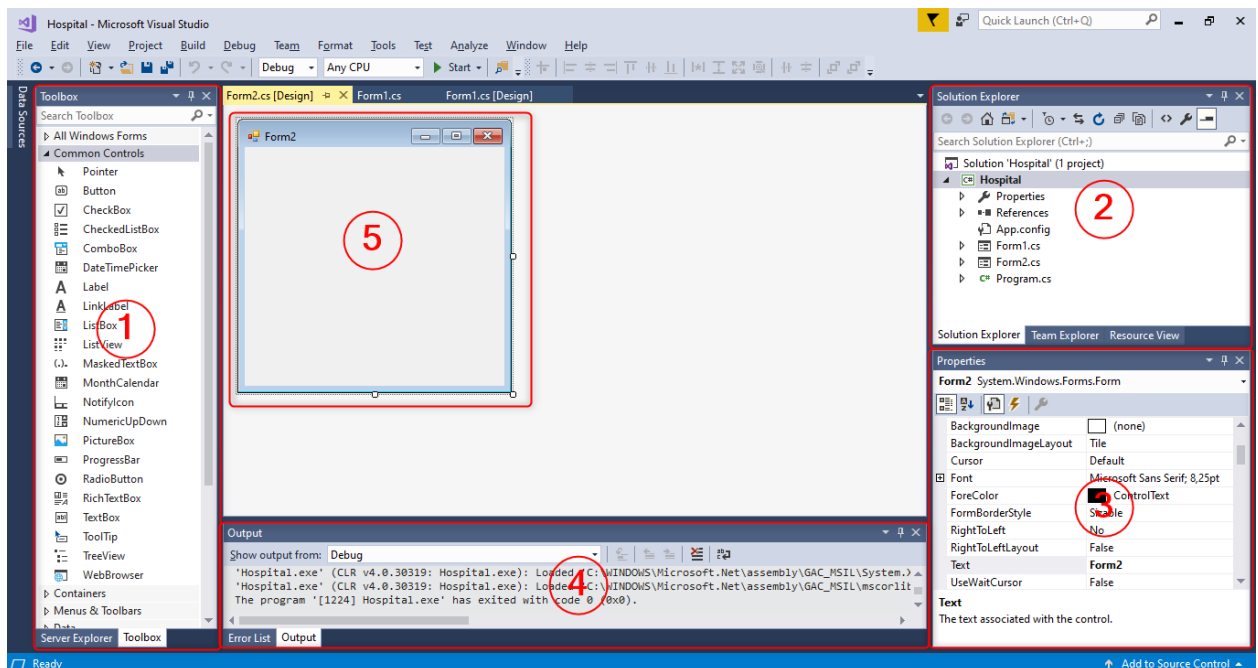 Hospital - Microsoft Visual Studio
Quick Launch (Ctrl+Q)
File Edit View Project Build Debug Team Format Tools Test Analyze Window Help
Debug Any CPU Start
Data Sources
Toolbox
Search Toolbox
All Windows Forms
Common Controls
Pointer
Button
CheckBox
CheckedListBox
ComboBox
DateTimePicker
Label
LinkLabel
ListBox
ListView
MaskedTextBox
MonthCalendar
NotifyIcon
NumericUpDown
PictureBox
ProgressBar
RadioButton
RichTextBox
TextBox
ToolTip
TreeView
WebBrowser
Containers
Menus & Toolbars
Data
Server Explorer Toolbox
1
Form2.cs [Design] Form1.cs Form1.cs [Design]
Form2
5
Output
Show output from: Debug
'Hospital.exe' (CLR v4.0.30319: Hospital.exe): Loaded 'C:\WINDOWS\Microsoft.Net\assembly\GAC_MSIL\System.X
'Hospital.exe' (CLR v4.0.30319: Hospital.exe): Loaded 'C:\WINDOWS\Microsoft.Net\assembly\GAC_MSIL\mscorlit
The program '[1224] Hospital.exe' has exited with code 0 (0x0).
4
Error List Output
Solution Explorer
Search Solution Explorer (Ctrl+;)
Solution 'Hospital' (1 project)
C# Hospital
Properties
References
App.config
Form1.cs
Form2.cs
C# Program.cs
2
Solution Explorer Team Explorer Resource View
Properties
Form2 System.Windows.Forms.Form
BackgroundImage (none)
BackgroundImageLayout Tile
Cursor Default
Font Microsoft Sans Serif; 8,25pt
ForeColor ControlText
FormBorderStyle Sizable
RightToLeft No
RightToLeftLayout False
Text Form2
UseWaitCursor False
3
Text
The text associated with the control.
Ready
Add to Source Control